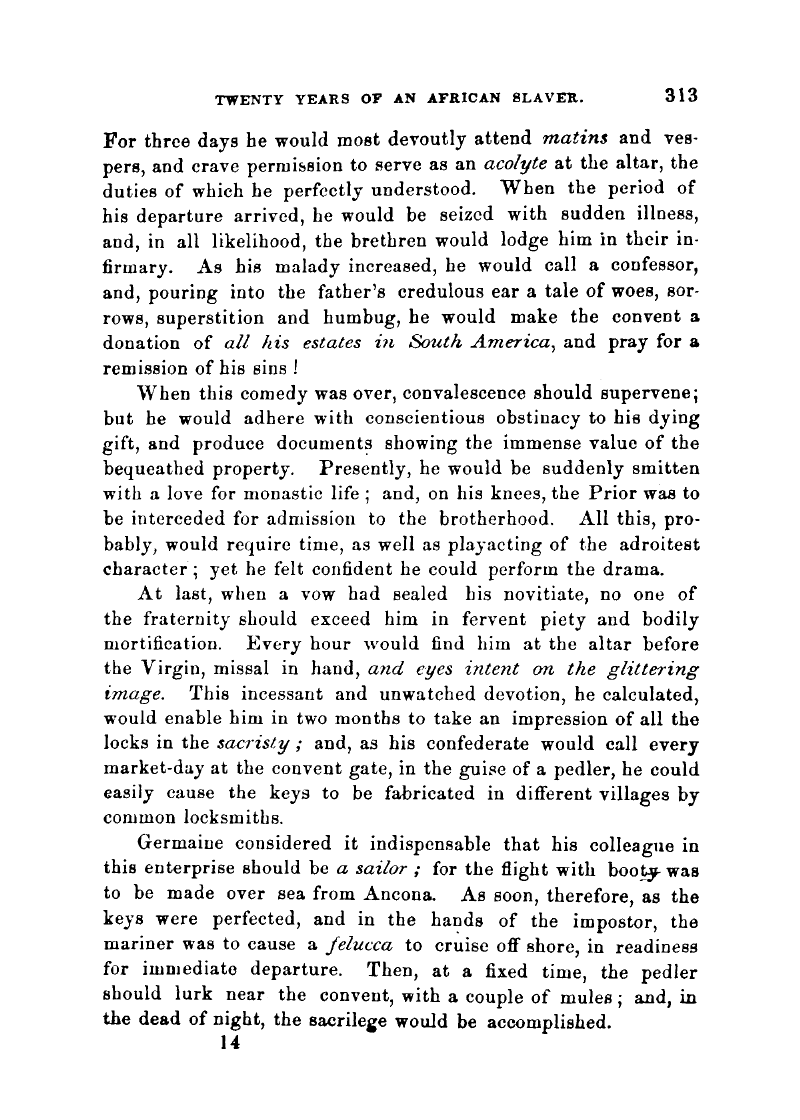 TWENTY YEARS OF AN AFRICAN SLAVER. 313
For three days he would most devoutly attend matins and ves-
pers, and crave permission to serve as an acolyte at the altar, the
duties of which he perfectly understood. When the period of
his departure arrived, he would be seized with sudden illness,
and, in all likelihood, the brethren would lodge him in their in-
firmary. As his malady increased, he would call a confessor,
and, pouring into the father's credulous ear a tale of woes, sor-
rows, superstition and humbug, he would make the convent a
donation of all his estates in South America, and pray for a
remission of his sins !
When this comedy was over, convalescence should supervene;
but he would adhere with conscientious obstinacy to his dying
gift, and produce documents showing the immense value of the
bequeathed property. Presently, he would be suddenly smitten
with a love for monastic life ; and, on his knees, the Prior was to
be interceded for admission to the brotherhood. All this, pro-
bably, would require time, as well as playacting of the adroitest
character ; yet he felt confident he could perform the drama.
At last, when a vow had sealed his novitiate, no one of
the fraternity should exceed him in fervent piety and bodily
mortification. Every hour would find him at the altar before
the Virgin, missal in hand, and eyes intent on the glittering
image. This incessant and unwatched devotion, he calculated,
would enable him in two months to take an impression of all the
locks in the sacristy ; and, as his confederate would call every
market-day at the convent gate, in the guise of a pedler, he could
easily cause the keys to be fabricated in different villages by
common locksmiths.
Germaine considered it indispensable that his colleague in
this enterprise should be a sailor ; for the flight with booty was
to be made over sea from Ancona. As soon, therefore, as the
keys were perfected, and in the hands of the impostor, the
mariner was to cause a felucca to cruise off shore, in readiness
for immediate departure. Then, at a fixed time, the pedler
should lurk near the convent, with a couple of mules ; and, in
the dead of night, the sacrilege would be accomplished.
14